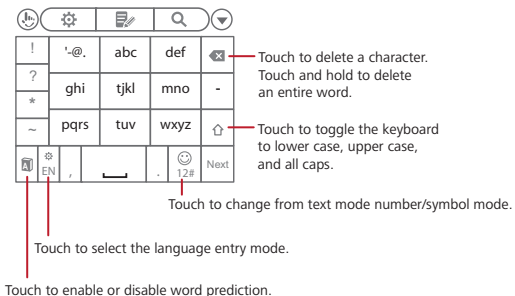 ! '-@. abc def
? ghi tjkl mno -
*
~ pqrs tuv wxyz
EN , . 12# Next
Touch to delete a character.
Touch and hold to delete
an entire word.
Touch to toggle the keyboard
to lower case, upper case,
and all caps.
Touch to change from text mode number/symbol mode.
Touch to select the language entry mode.
Touch to enable or disable word prediction.